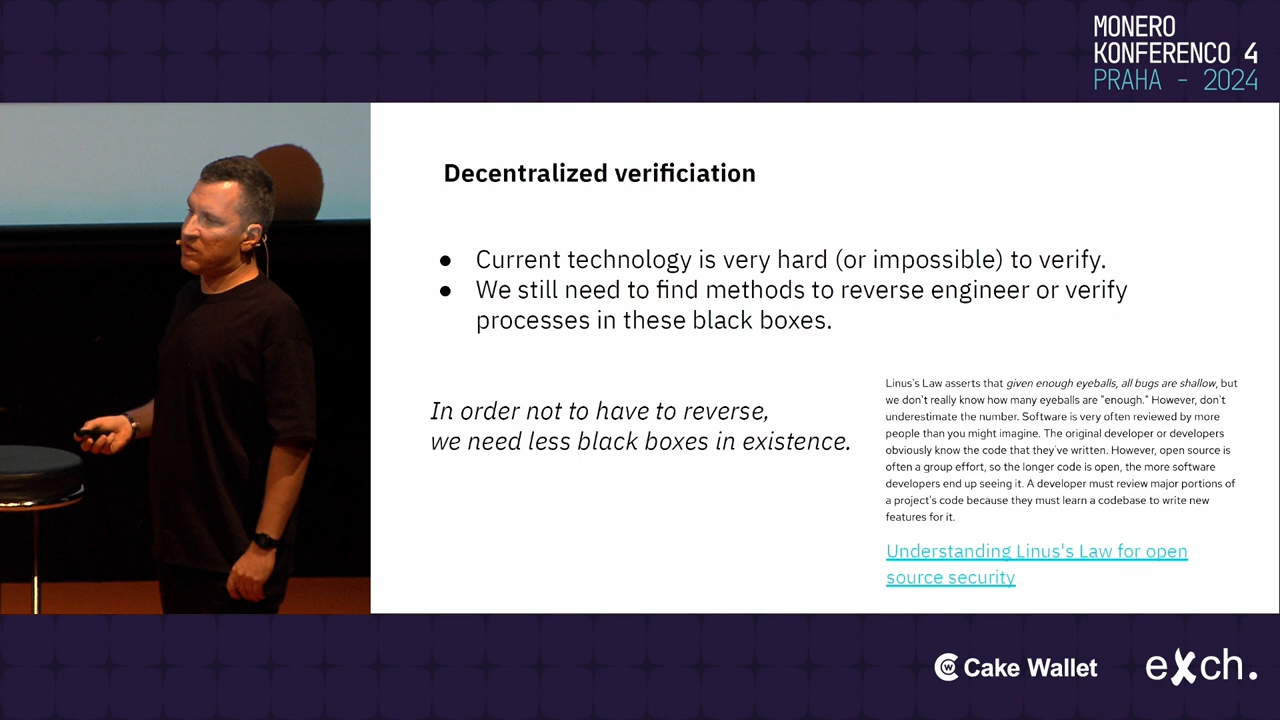 MONERO
KONFERENCO 4
PRAHA - 2024
Decentralized verificiation
● Current technology is very hard (or impossible) to verify.
● We still need to find methods to reverse engineer or verify
processes in these black boxes.
In order not to have to reverse,
we need less black boxes in existence.
Linus's Law asserts that given enough eyeballs, all bugs are shallow, but
we don't really know how many eyeballs are "enough." However, don't
underestimate the number. Software is very often reviewed by more
people than you might imagine. The original developer or developers
obviously know the code that they've written. However, open source is
often a group effort, so the longer code is open, the more software
developers end up seeing it. A developer must review major portions of
a project's code because they must learn a codebase to write new
features for it.
Understanding Linus's Law for open
source security
Cake Wallet
eXch.